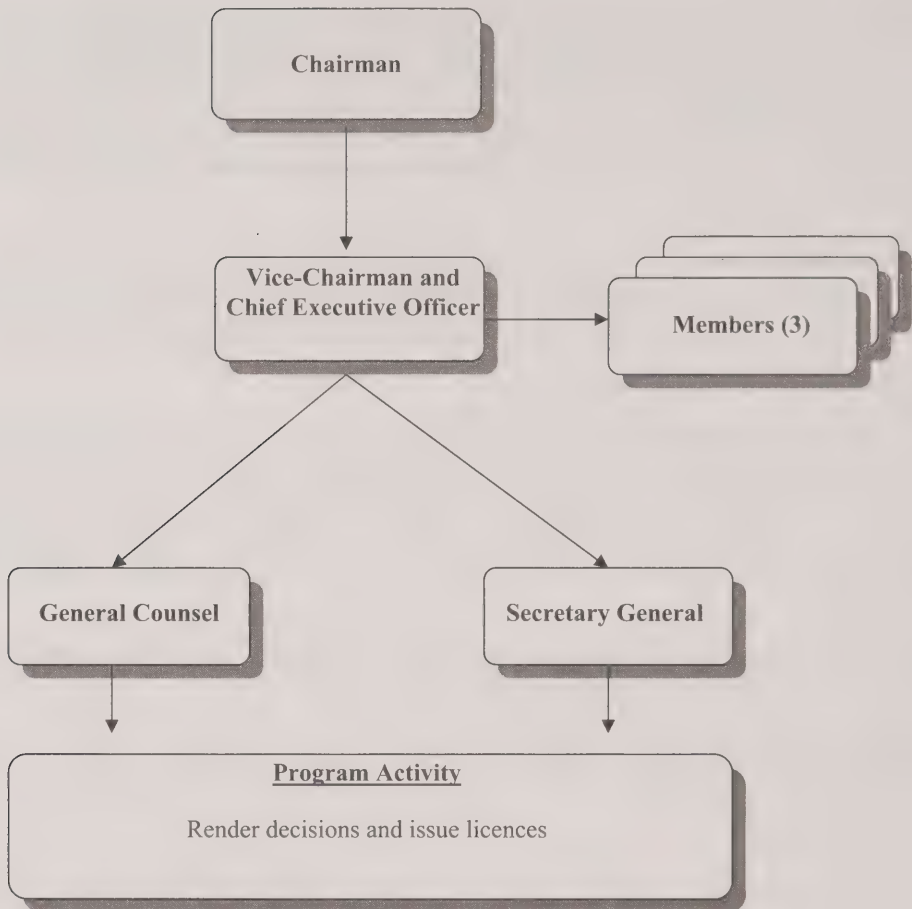 Chairman
Vice-Chairman and
Chief Executive Officer
Members (3)
General Counsel
Secretary General
Program Activity
Render decisions and issue licences